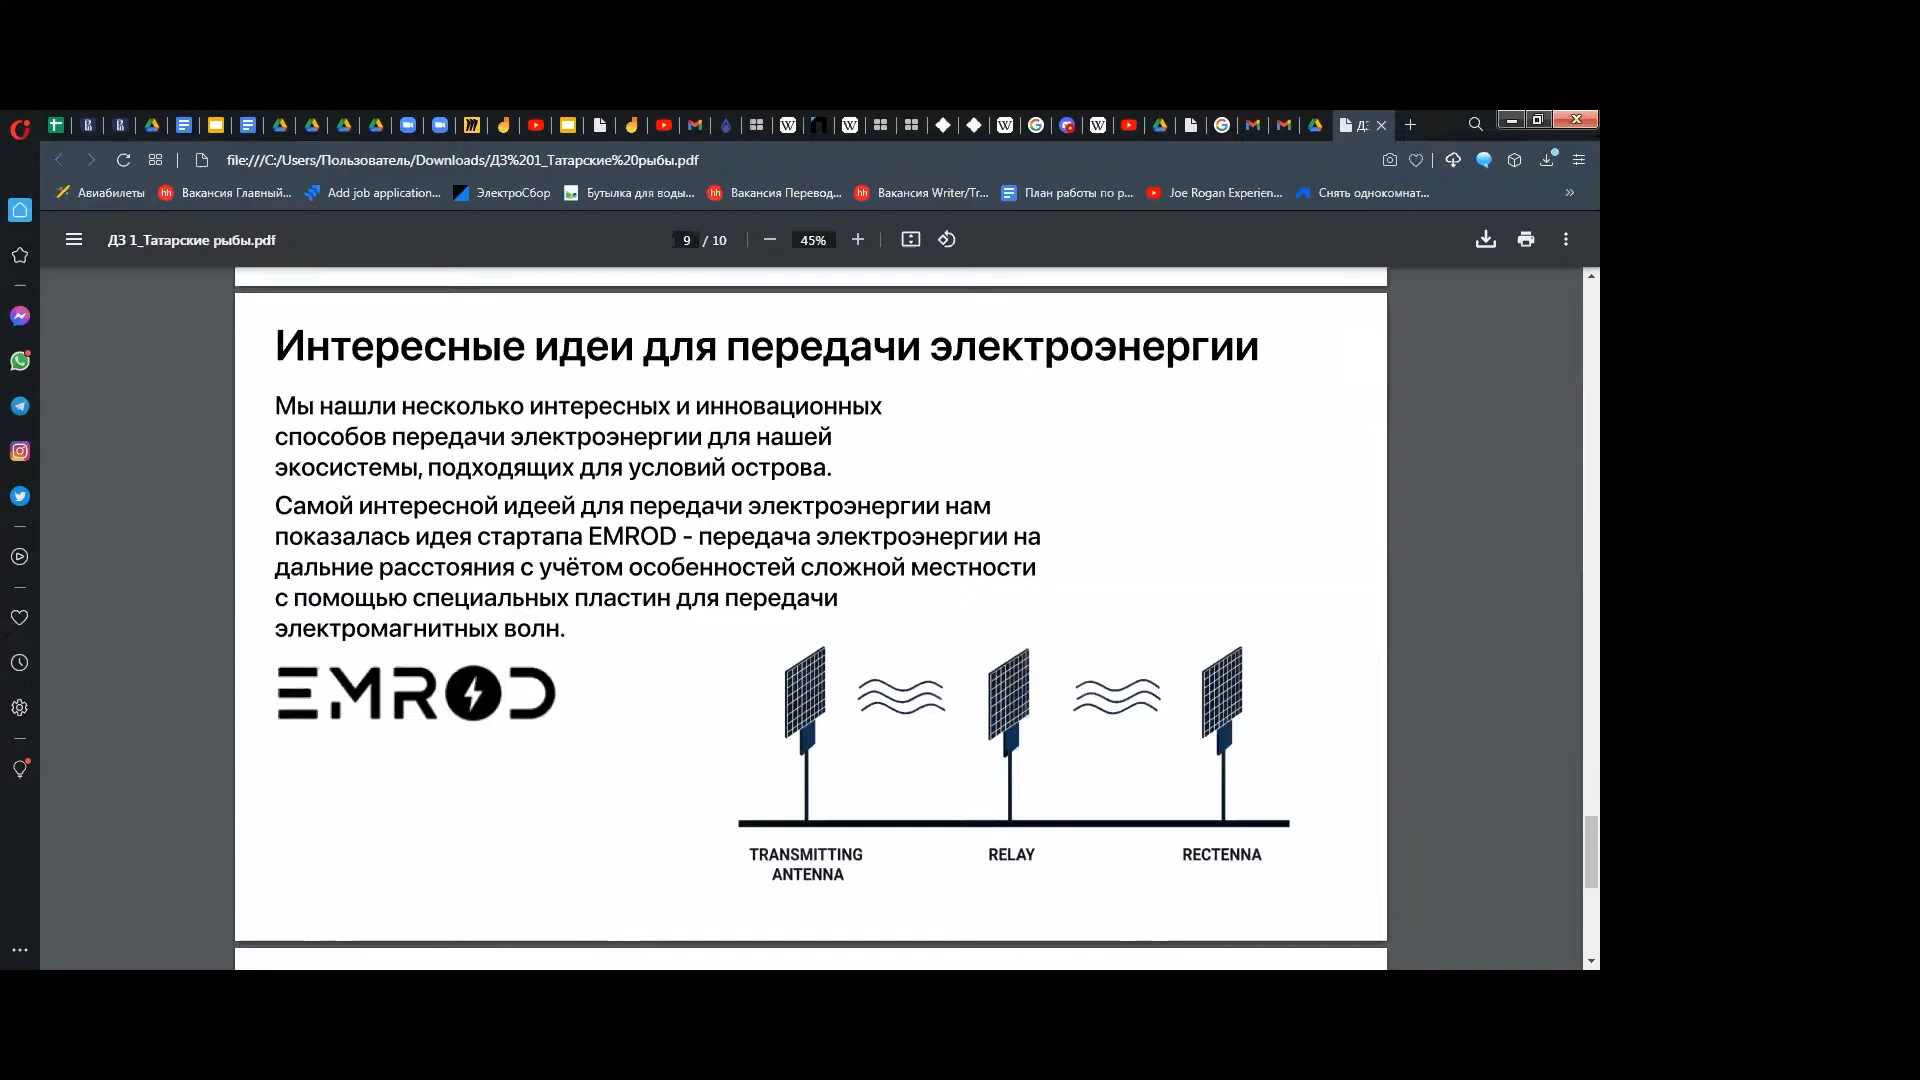 file:///C:/Users/Пользователь/Downloads/ДЗ%201_Татарские%20рыбы.pdf
Авиабилеты
Вакансия Главный...
Add job application...
ЭлектроСбор
Бутылка для воды...
Вакансия Перевод...
Вакансия Writer/Tr...
План работы по р...
Joe Rogan Experien...
Снять однокомнат...
ДЗ 1_Татарские рыбы.pdf
9 / 10
45%
Интересные идеи для передачи электроэнергии
Мы нашли несколько интересных и инновационных
способов передачи электроэнергии для нашей
экосистемы, подходящих для условий острова.
Самой интересной идеей для передачи электроэнергии нам
показалась идея стартапа EMROD - передача электроэнергии на
дальние расстояния с учётом особенностей сложной местности
с помощью специальных пластин для передачи
электромагнитных волн.
EMROD
TRANSMITTING
ANTENNA
RELAY
RECTENNA